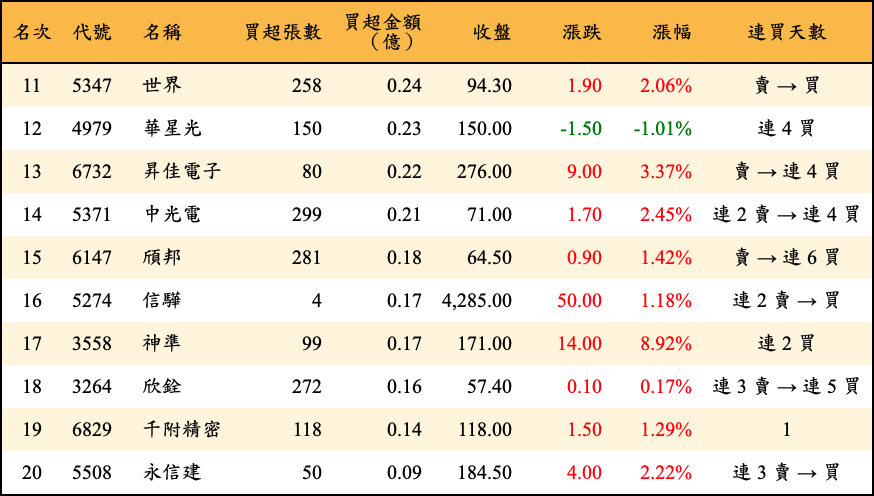 名次 代號 名稱 買超張數 買超金額（億） 收盤 漲跌 漲幅 連買天數
11 5347 世界 258 0.24 94.30 1.90 2.06% 賣 → 買
12 4979 華星光 150 0.23 150.00 -1.50 -1.01% 連 4 買
13 6732 昇佳電子 80 0.22 276.00 9.00 3.37% 賣 → 連 4 買
14 5371 中光電 299 0.21 71.00 1.70 2.45% 連 2 賣 → 連 4 買
15 6147 頎邦 281 0.18 64.50 0.90 1.42% 賣 → 連 6 買
16 5274 信驊 4 0.17 4,285.00 50.00 1.18% 連 2 賣 → 買
17 3558 神準 99 0.17 171.00 14.00 8.92% 連 2 買
18 3264 欣銓 272 0.16 57.40 0.10 0.17% 連 3 賣 → 連 5 買
19 6829 千附精密 118 0.14 118.00 1.50 1.29% 1
20 5508 永信建 50 0.09 184.50 4.00 2.22% 連 3 賣 → 買